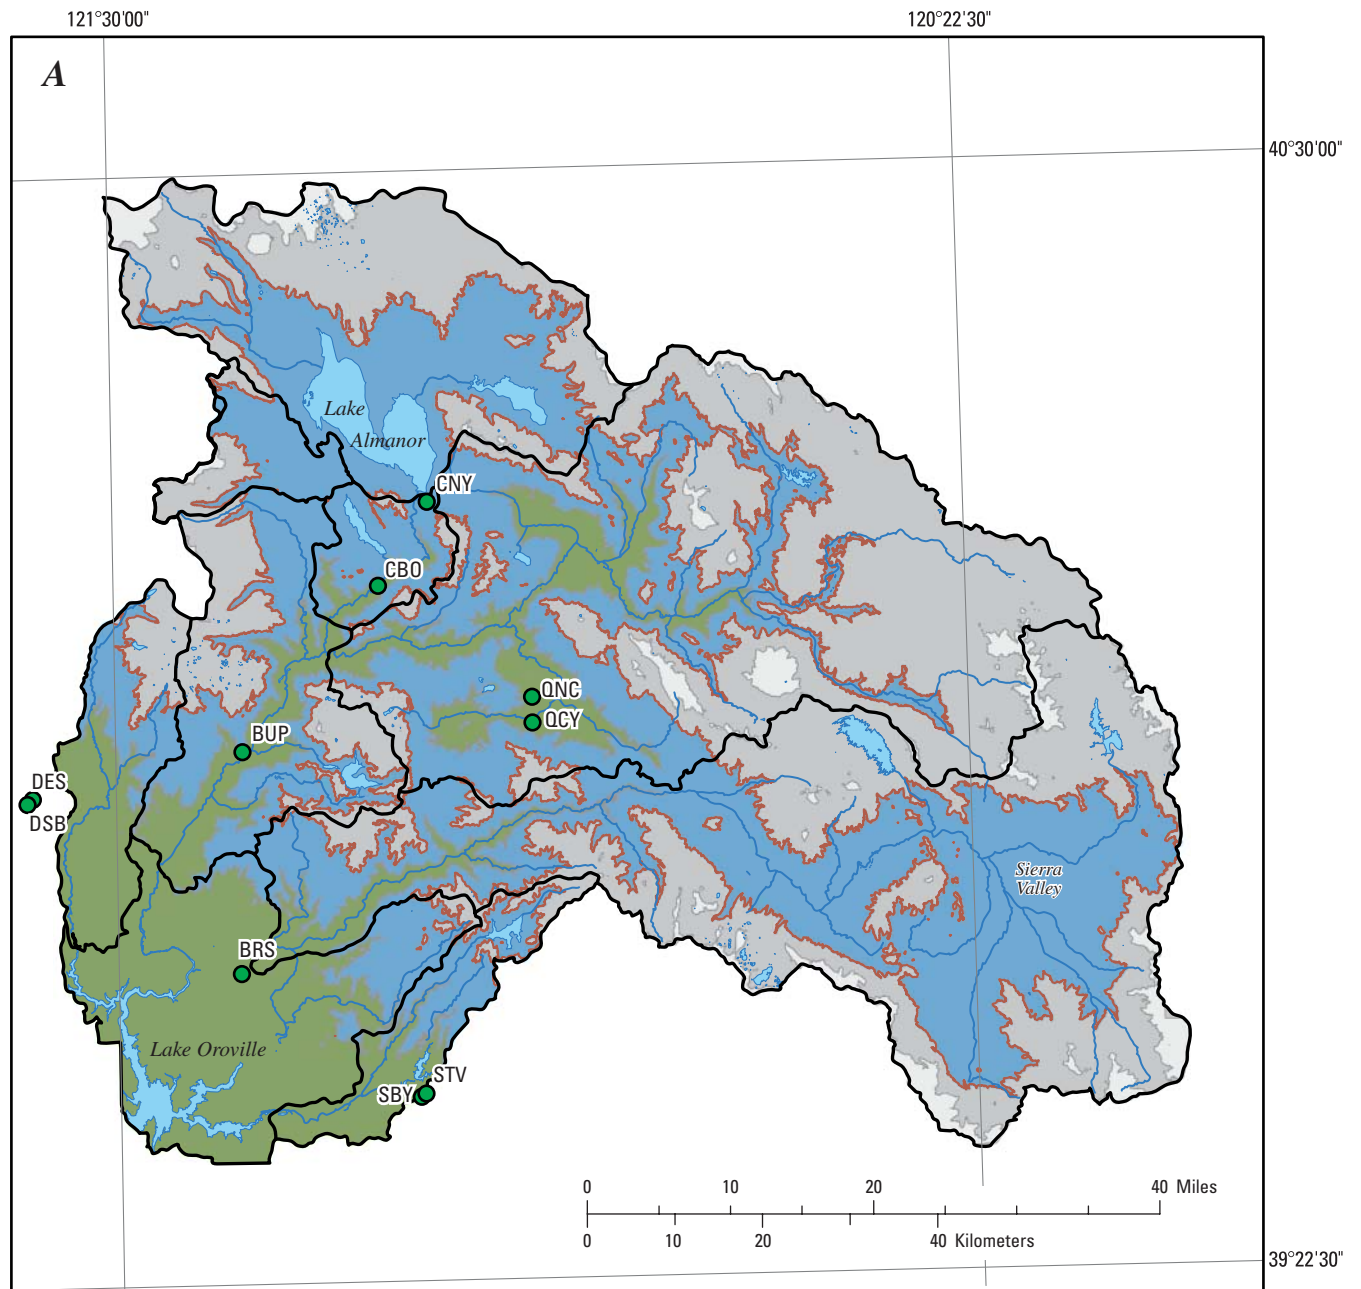 121°30'00"
120°22'30"
A
40°30'00"
Lake
Almanor
CNY
CBO
QNC
QCY
BUP
DES
DSB
Sierra
Valley
BRS
Lake Oroville
STV
SBY
0 10 20 40 Miles
0 10 20 40 Kilometers
39°22'30"